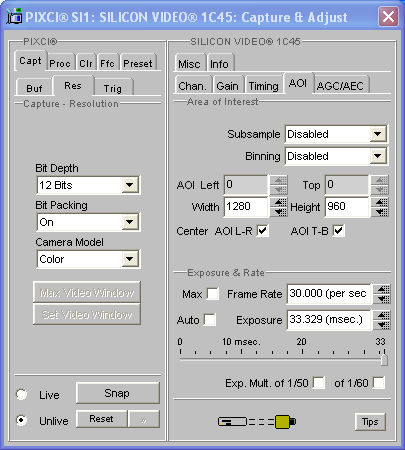 PIXCI® SI1: SILICON VIDEO® 1C45: Capture & Adjust
PIXCI®
Capt Proc Clr Ffc Preset
Buf Res Trig
Capture - Resolution
Bit Depth
12 Bits
Bit Packing
On
Camera Model
Color
Max Video Window
Set Video Window
Live
Snap
Unlive
Reset
»
SILICON VIDEO® 1C45
Misc Info
Chan. Gain Timing AOI AGC/AEC
Area of Interest
Subsample Disabled
Binning Disabled
AOI Left 0 Top 0
Width 1280 Height 960
Center AOI L-R AOI T-B
Exposure & Rate
Max Frame Rate 30.000 (per sec
Auto Exposure 33.329 (msec.)
0 10 msec. 20 33
Exp. Mult. of 1/50 of 1/60
Tips